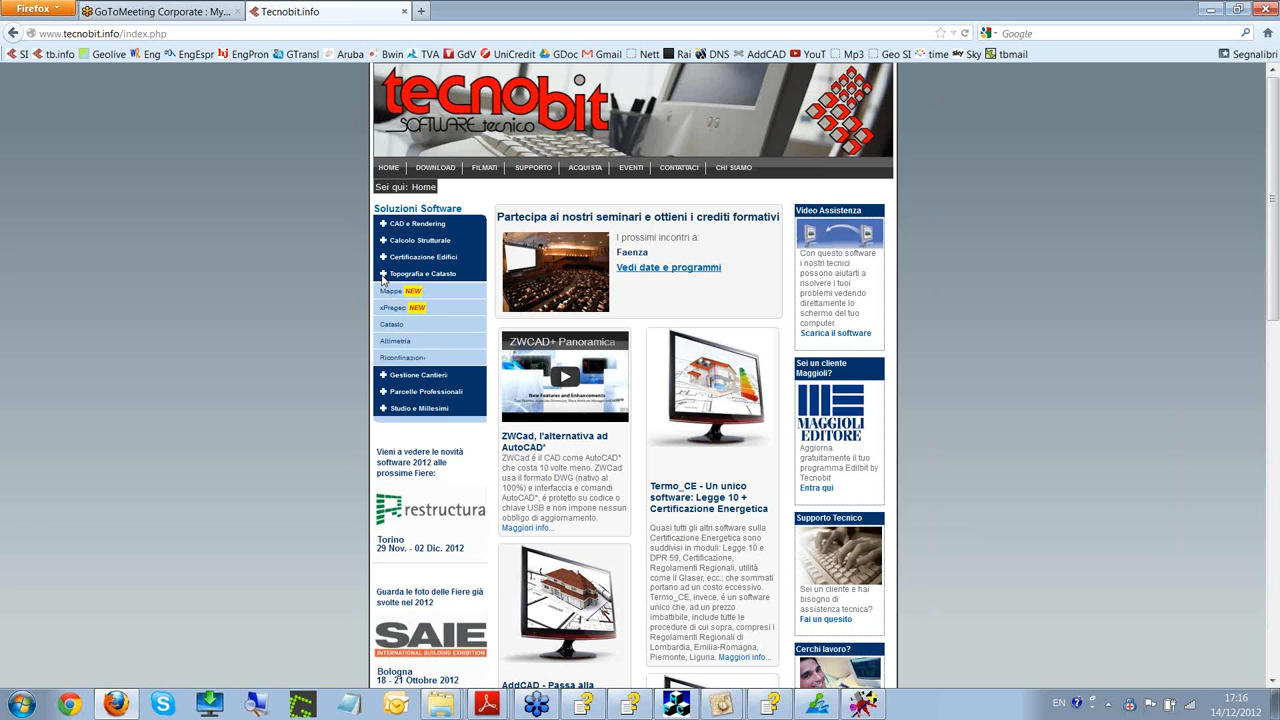 Firefox
GoToMeeting Corporate : My...
Tecnobit.info
www.tecnobit.info/index.php
Google
SI tb.info Geolive Eng EngEspr EngPron GTransl Aruba Bwin TVA GdV UniCredit GDoc Gmail Nett Rai DNS AddCAD YouT Mp3 Geo SI time Sky tbmail Segnalibri
tecnobit
SOFTWARE tecnico
HOME DOWNLOAD FILMATI SUPPORTO ACQUISTA EVENTI CONTATTACI CHI SIAMO
Sei qui: Home
Soluzioni Software
CAD e Rendering
Calcolo Strutturale
Certificazione Edifici
Topografia e Catasto
Mappe NEW
xPregeo NEW
Catasto
Altimetria
Riconfinazioni
Gestione Cantieri
Parcelle Professionali
Studio e Millesimi
Vieni a vedere le novità
software 2012 alle
prossime Fiere:
restructura
Torino
29 Nov. - 02 Dic. 2012
Guarda le foto delle Fiere già
svolte nel 2012
SAIE
INTERNATIONAL BUILDING EXHIBITION
Bologna
18 - 21 Ottobre 2012
Partecipa ai nostri seminari e ottieni i crediti formativi
I prossimi incontri a:
Faenza
Vedi date e programmi
ZWCAD+ Panoramica
New Features and Enhancements
ZWCad, l'alternativa ad
AutoCAD*
ZWCad é il CAD come AutoCAD*
che costa 10 volte meno. ZWCad
usa il formato DWG (nativo al
100%) e interfaccia e comandi
AutoCAD*, é protetto su codice o
chiave USB e non impone nessun
obbligo di aggiornamento.
Maggiori info...
AddCAD - Passa alla
Termo_CE - Un unico
software: Legge 10 +
Certificazione Energetica
Quasi tutti gli altri software sulla
Certificazione Energetica sono
suddivisi in moduli: Legge 10 e
DPR 59, Certificazione,
Regolamenti Regionali, utilità
come il Glaser, ecc.; che sommati
portano ad un costo eccessivo.
Termo_CE, invece, é un software
unico che, ad un prezzo
imbattibile, include tutte le
procedure di cui sopra, compresi i
Regolamenti Regionali di
Lombardia, Emilia-Romagna,
Piemonte, Liguria. Maggiori info...
Video Assistenza
Con questo software
i nostri tecnici
possono aiutarti a
risolvere i tuoi
problemi vedendo
direttamente lo
schermo del tuo
computer.
Scarica il software
Sei un cliente
Maggioli?
MAGGIOLI
EDITORE
Aggiorna
gratuitamente il tuo
programma Edilbit by
Tecnobit
Entra qui
Supporto Tecnico
Sei un cliente e hai
bisogno di
assistenza tecnica?
Fai un quesito
Cerchi lavoro?
EN
17:16
14/12/2012